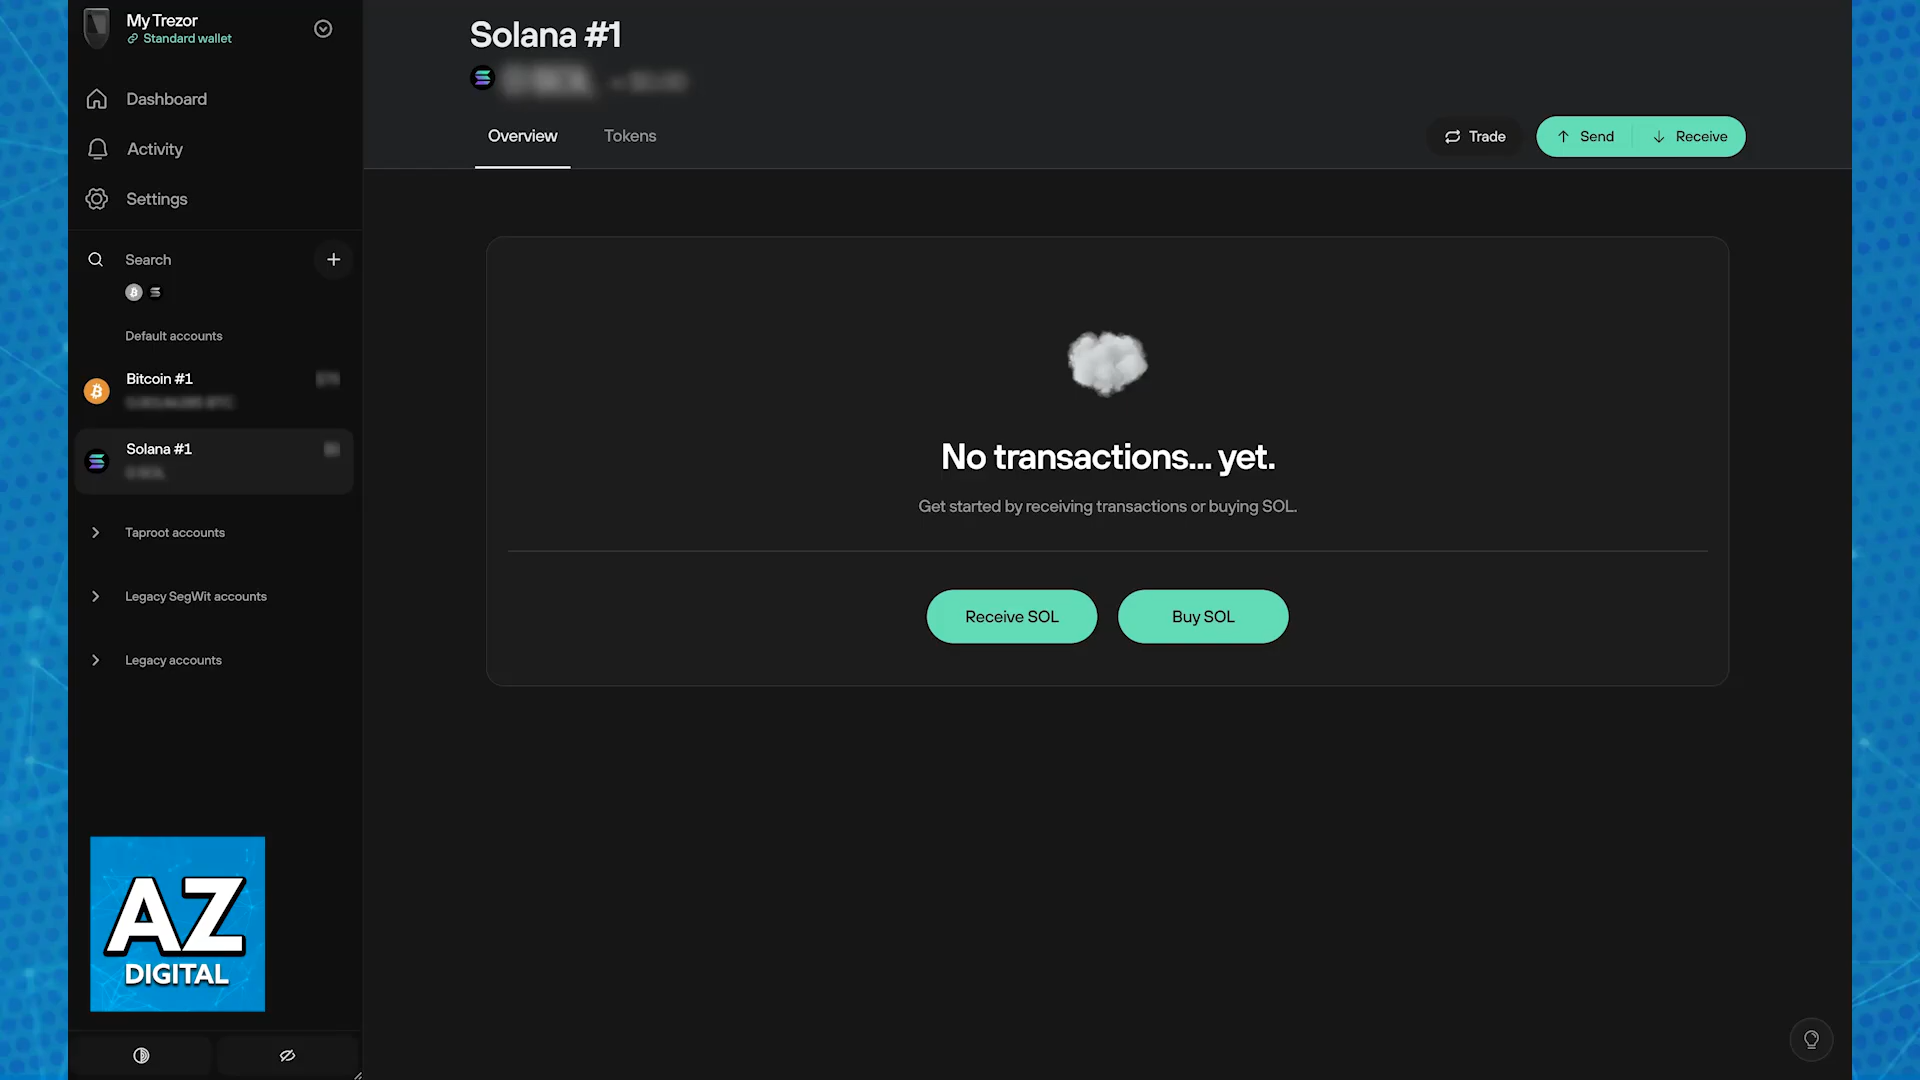 My Trezor
Standard wallet
Dashboard
Activity
Settings
Search
Default accounts
Bitcoin #1
Solana #1
Taproot accounts
Legacy SegWit accounts
Legacy accounts
AZ
DIGITAL
Solana #1
Overview
Tokens
Trade
Send
Receive
No transactions... yet.
Get started by receiving transactions or buying SOL.
Receive SOL
Buy SOL